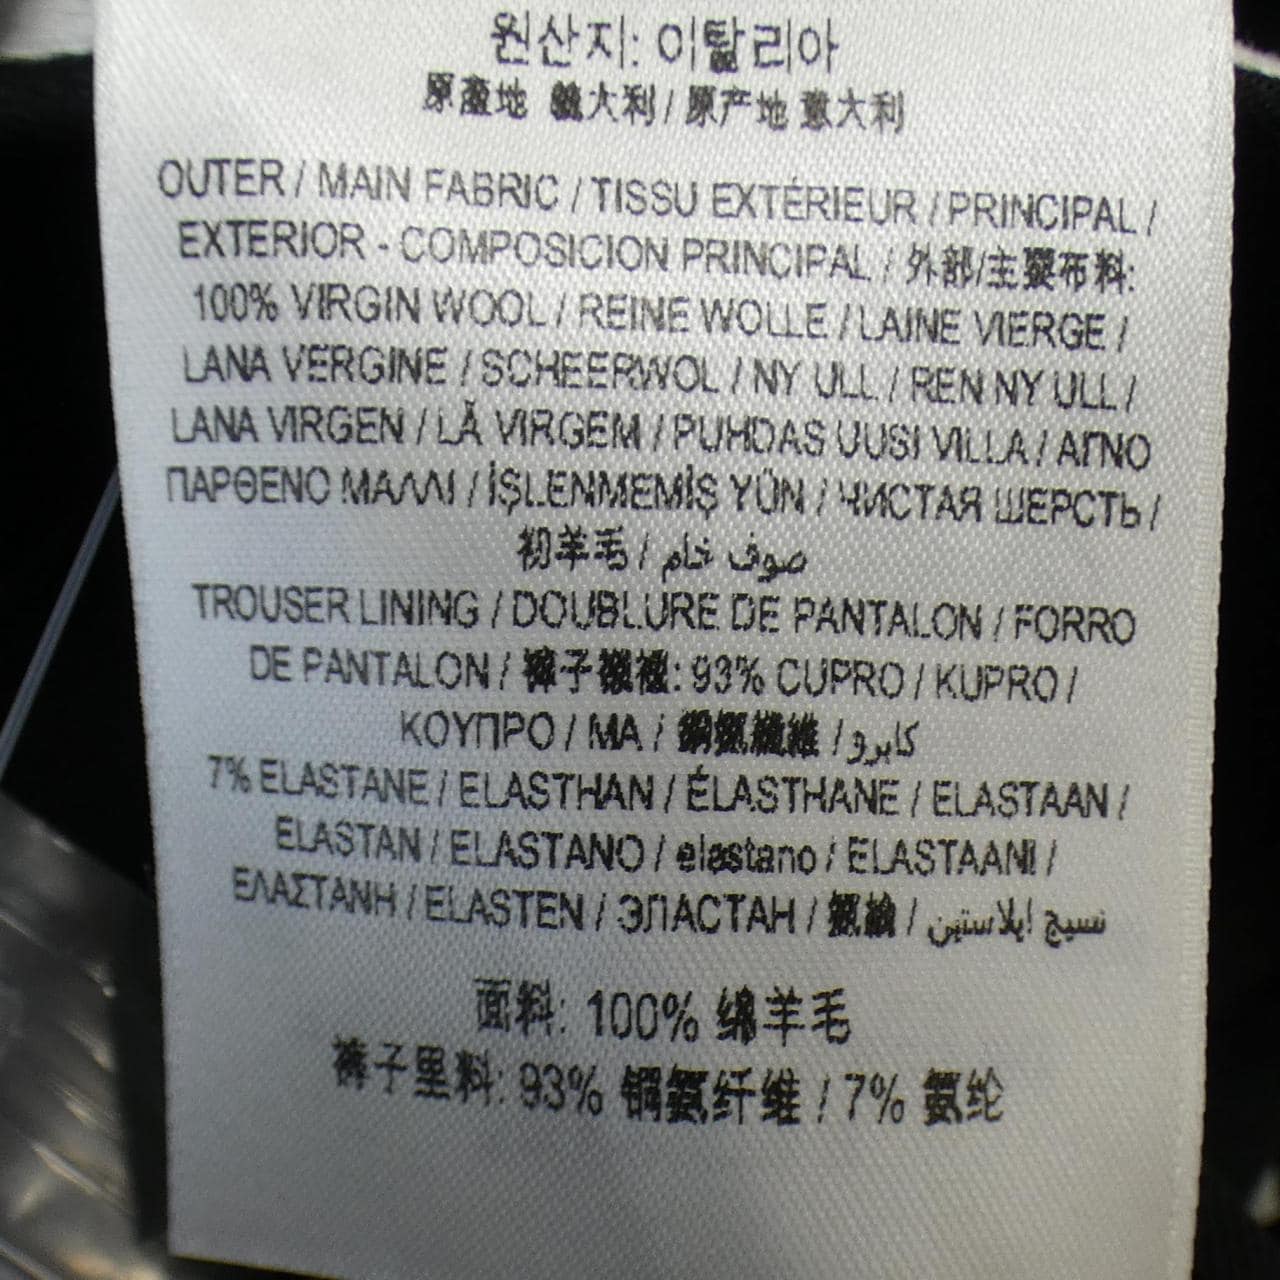 원산지: 이탈리아
原產地 義大利 / 原产地 意大利
OUTER / MAIN FABRIC / TISSU EXTÉRIEUR / PRINCIPAL /
EXTERIOR - COMPOSICION PRINCIPAL / 外部/主要布料:
100% VIRGIN WOOL / REINE WOLLE / LAINE VIERGE /
LANA VERGINE / SCHEERWOL / NY ULL / REN NY ULL /
LANA VIRGEN / LÃ VIRGEM / PUHDAS UUSI VILLA / ΑΓΝΟ
ΠΑΡΘΕΝΟ ΜΑΛΛΙ / İŞLENMEMİŞ YÜN / ЧИСТАЯ ШЕРСТЬ /
初羊毛 / صوف خام
TROUSER LINING / DOUBLURE DE PANTALON / FORRO
DE PANTALON / 褲子襯裡: 93% CUPRO / KUPRO /
ΚΟΥΠΡΟ / MA / 銅氨纖維 / كابرو
7% ELASTANE / ELASTHAN / ÉLASTHANE / ELASTAAN /
ELASTAN / ELASTANO / elastano / ELASTAANI /
ΕΛΑΣΤΑΝΗ / ELASTEN / ЭЛАСТАН / 氨綸 / نسيج ايلاستين
面料: 100% 绵羊毛
裤子里料: 93% 铜氨纤维 / 7% 氨纶